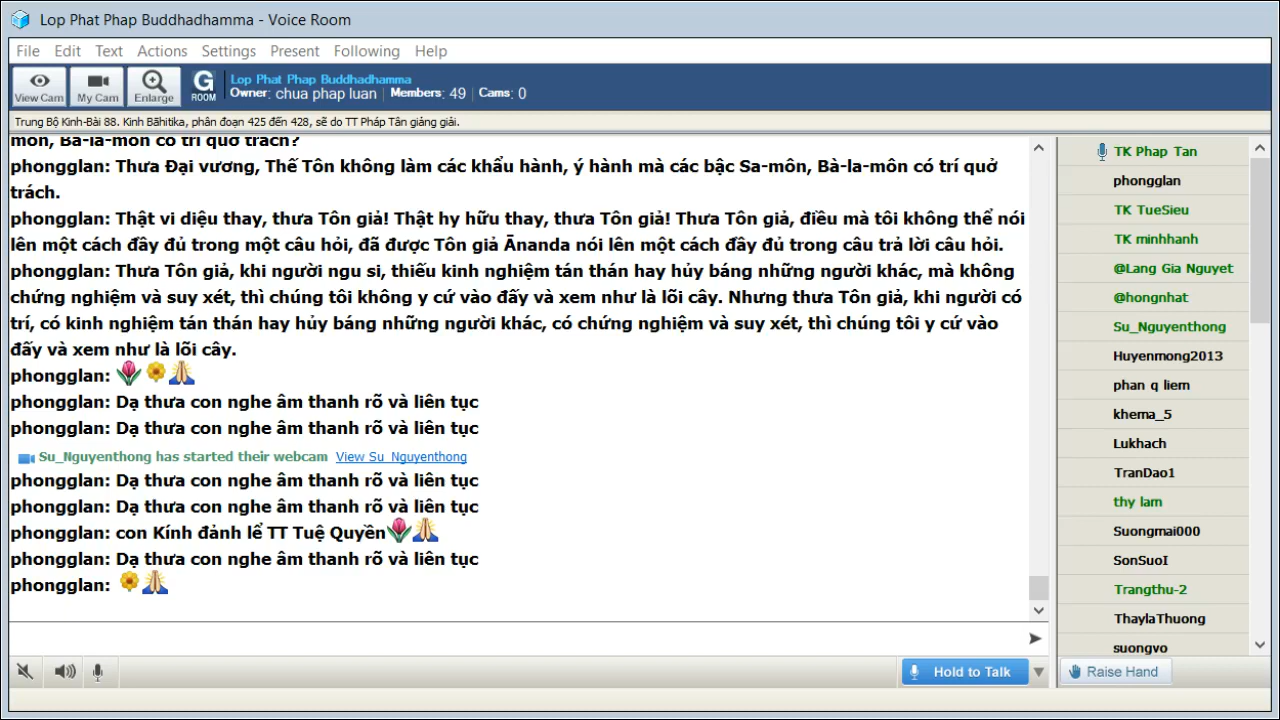 Lop Phat Phap Buddhadhamma - Voice Room
File Edit Text Actions Settings Present Following Help
View Cam My Cam Enlarge G ROOM
Lop Phat Phap Buddhadhamma
Owner: chua phap luan | Members: 49 | Cams: 0
Trung Bộ Kinh-Bài 88. Kinh Bāhitika, phân đoạn 425 đến 428, sẽ do TT Pháp Tân giảng giải.
môn, Bà-la-môn có trí quở trách?
phongglan: Thưa Đại vương, Thế Tôn không làm các khẩu hành, ý hành mà các bậc Sa-môn, Bà-la-môn có trí quở
trách.
phongglan: Thật vi diệu thay, thưa Tôn giả! Thật hy hữu thay, thưa Tôn giả! Thưa Tôn giả, điều mà tôi không thể nói
lên một cách đầy đủ trong một câu hỏi, đã được Tôn giả Ānanda nói lên một cách đầy đủ trong câu trả lời câu hỏi.
phongglan: Thưa Tôn giả, khi người ngu si, thiếu kinh nghiệm tán thán hay hủy báng những người khác, mà không
chứng nghiệm và suy xét, thì chúng tôi không y cứ vào đấy và xem như là lõi cây. Nhưng thưa Tôn giả, khi người có
trí, có kinh nghiệm tán thán hay hủy báng những người khác, có chứng nghiệm và suy xét, thì chúng tôi y cứ vào
đấy và xem như là lõi cây.
phongglan:
phongglan: Dạ thưa con nghe âm thanh rõ và liên tục
phongglan: Dạ thưa con nghe âm thanh rõ và liên tục
Su_Nguyenthong has started their webcam View Su_Nguyenthong
phongglan: Dạ thưa con nghe âm thanh rõ và liên tục
phongglan: Dạ thưa con nghe âm thanh rõ và liên tục
phongglan: con Kính đảnh lể TT Tuệ Quyền
phongglan: Dạ thưa con nghe âm thanh rõ và liên tục
phongglan:
TK Phap Tan
phongglan
TK TueSieu
TK minhhanh
@Lang Gia Nguyet
@hongnhat
Su_Nguyenthong
Huyenmong2013
phan q liem
khema_5
Lukhach
TranDao1
thy lam
Suongmai000
SonSuoI
Trangthu-2
ThaylaThuong
suongvo
Hold to Talk
Raise Hand